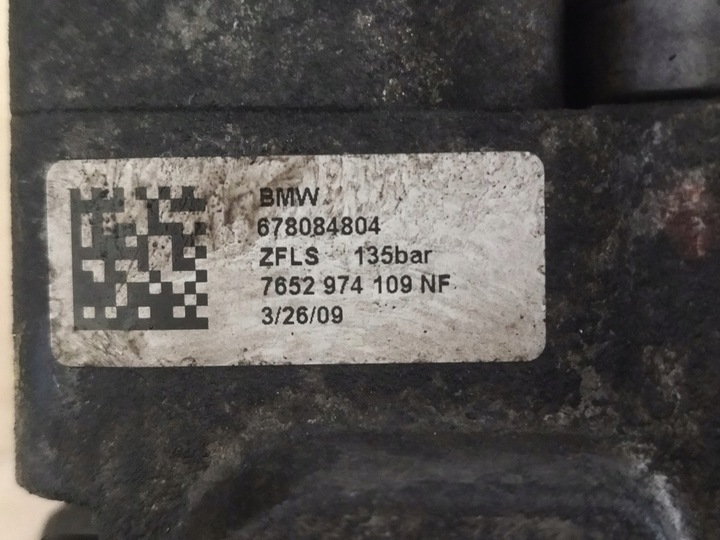 BMW
678084804
ZFLS 135bar
7652 974 109 NF
3/26/09